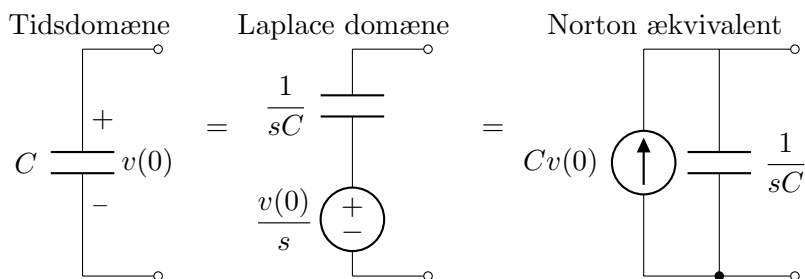 Tidsdomæne
Laplace domæne
Norton ækvivalent
+
C
v(0)
−
=
1
sC
v(0)
s
+
−
=
Cv(0)
1
sC